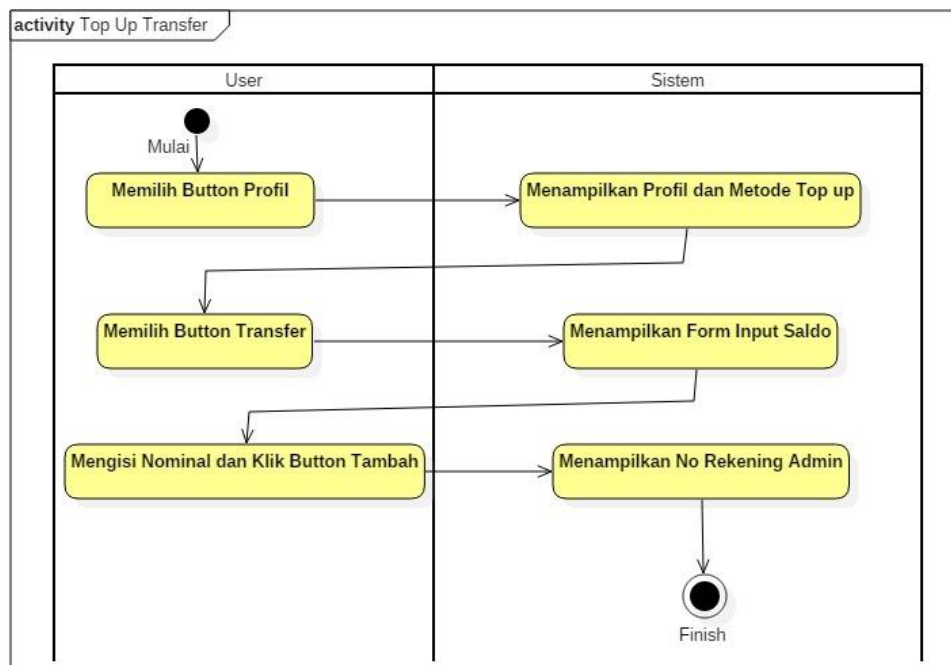 activity Top Up Transfer
User
Sistem
Mulai
Memilih Button Profil
Menampilkan Profil dan Metode Top up
Memilih Button Transfer
Menampilkan Form Input Saldo
Mengisi Nominal dan Klik Button Tambah
Menampilkan No Rekening Admin
Finish